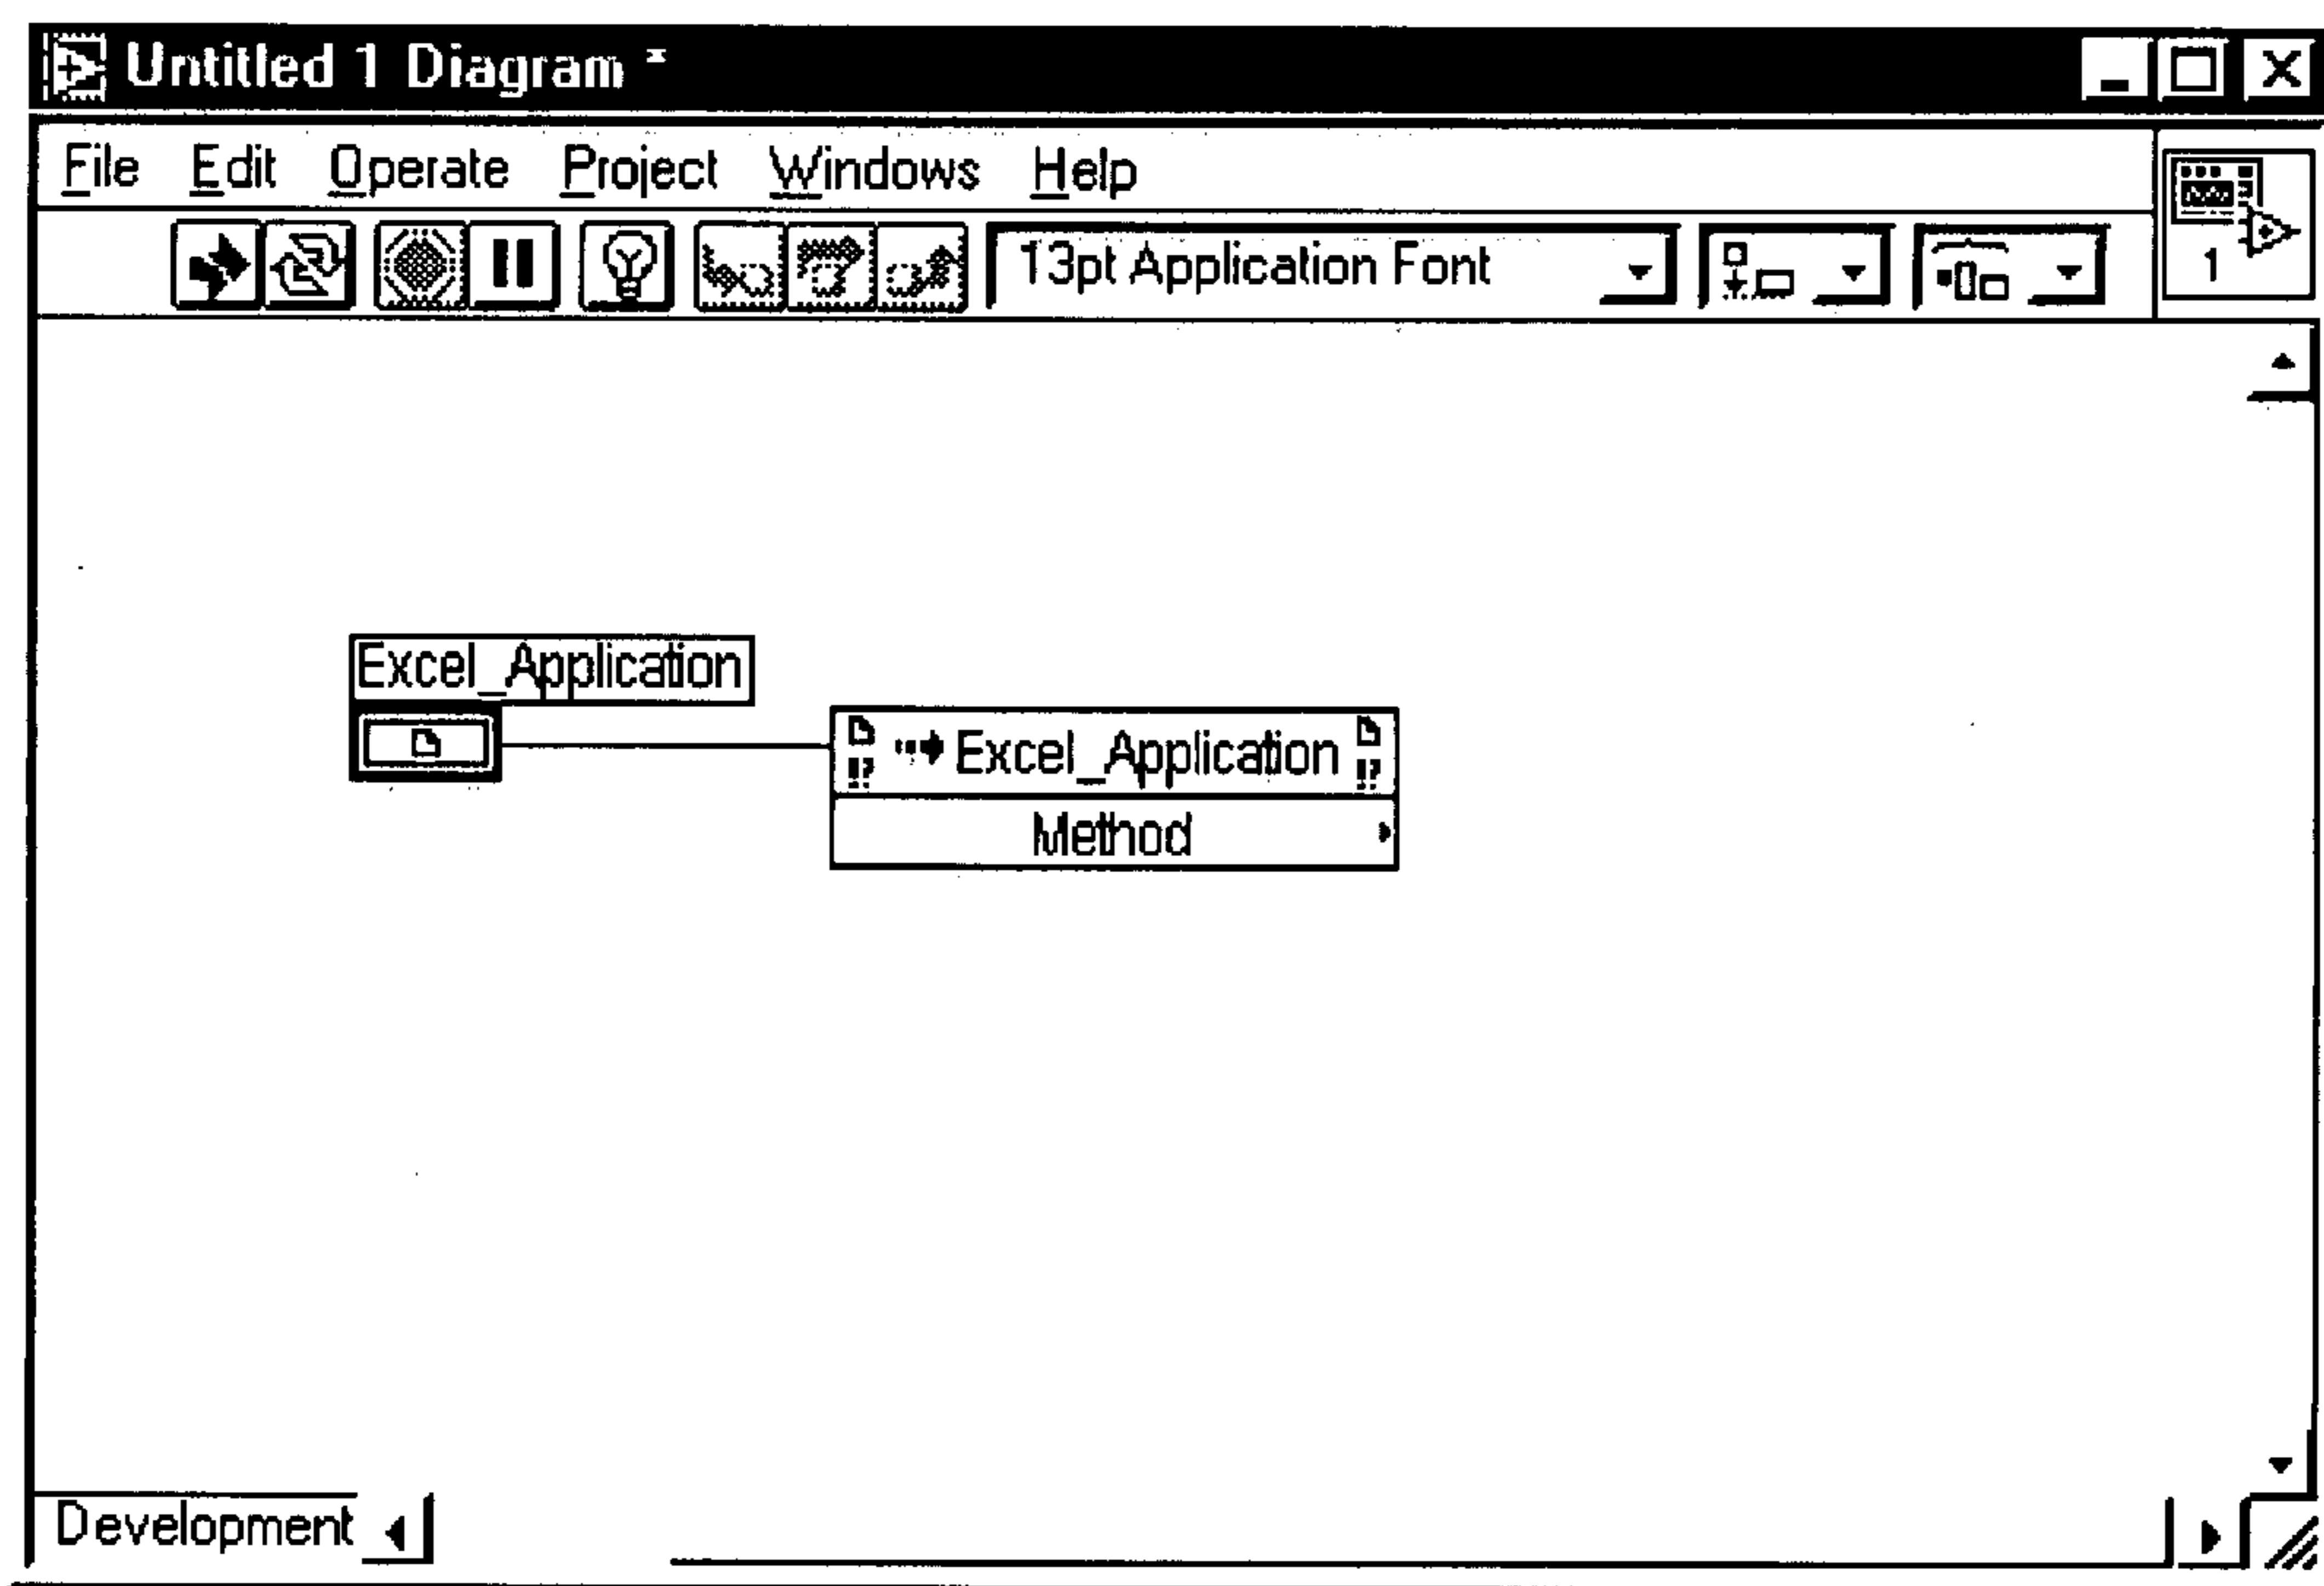 Untitled 1 Diagram *
File Edit Operate Project Windows Help
13pt Application Font
1
Excel_Application
Excel_Application
Method
Development